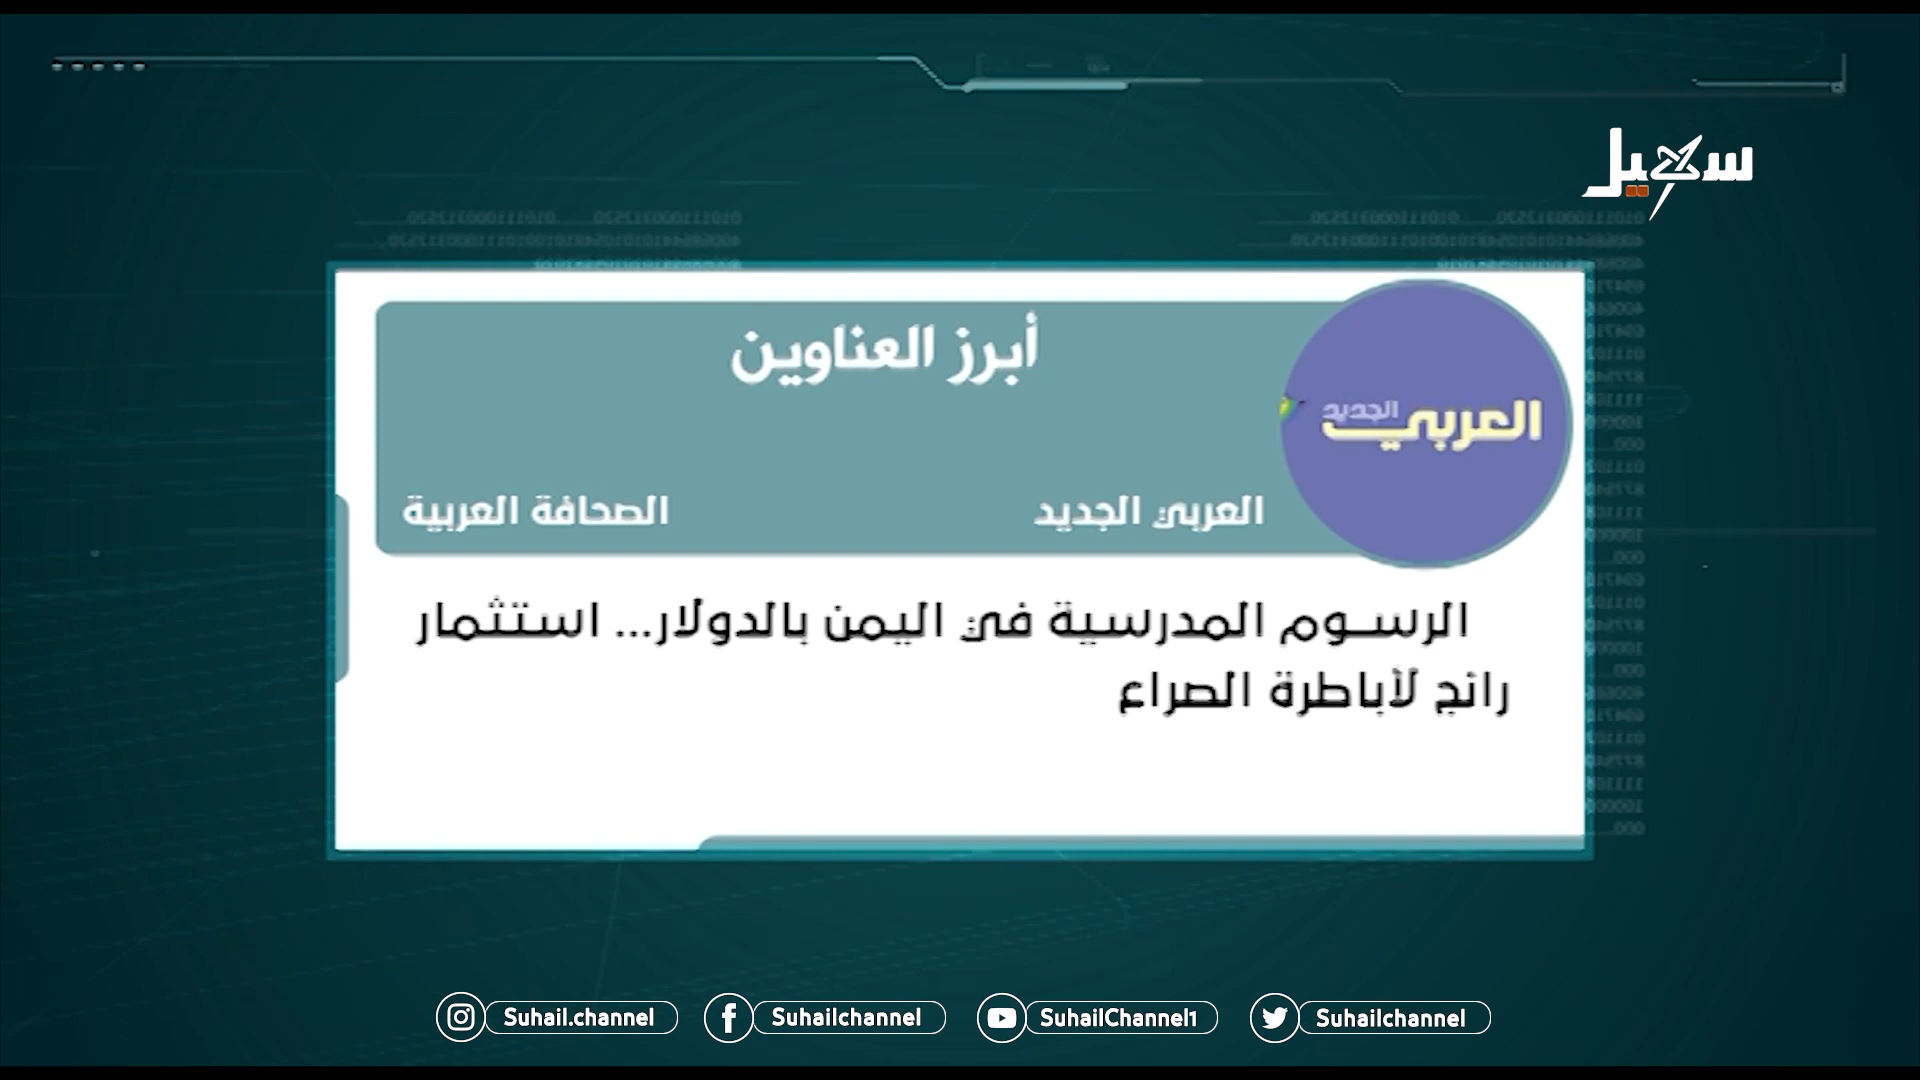 سهيل
أبرز العناوين
العربي الجديد
العربي الجديد
الصحافة العربية
الرسوم المدرسية في اليمن بالدولار... استثمار
رائج لأباطرة الصراع
Suhail.channel
Suhailchannel
SuhailChannel1
Suhailchannel